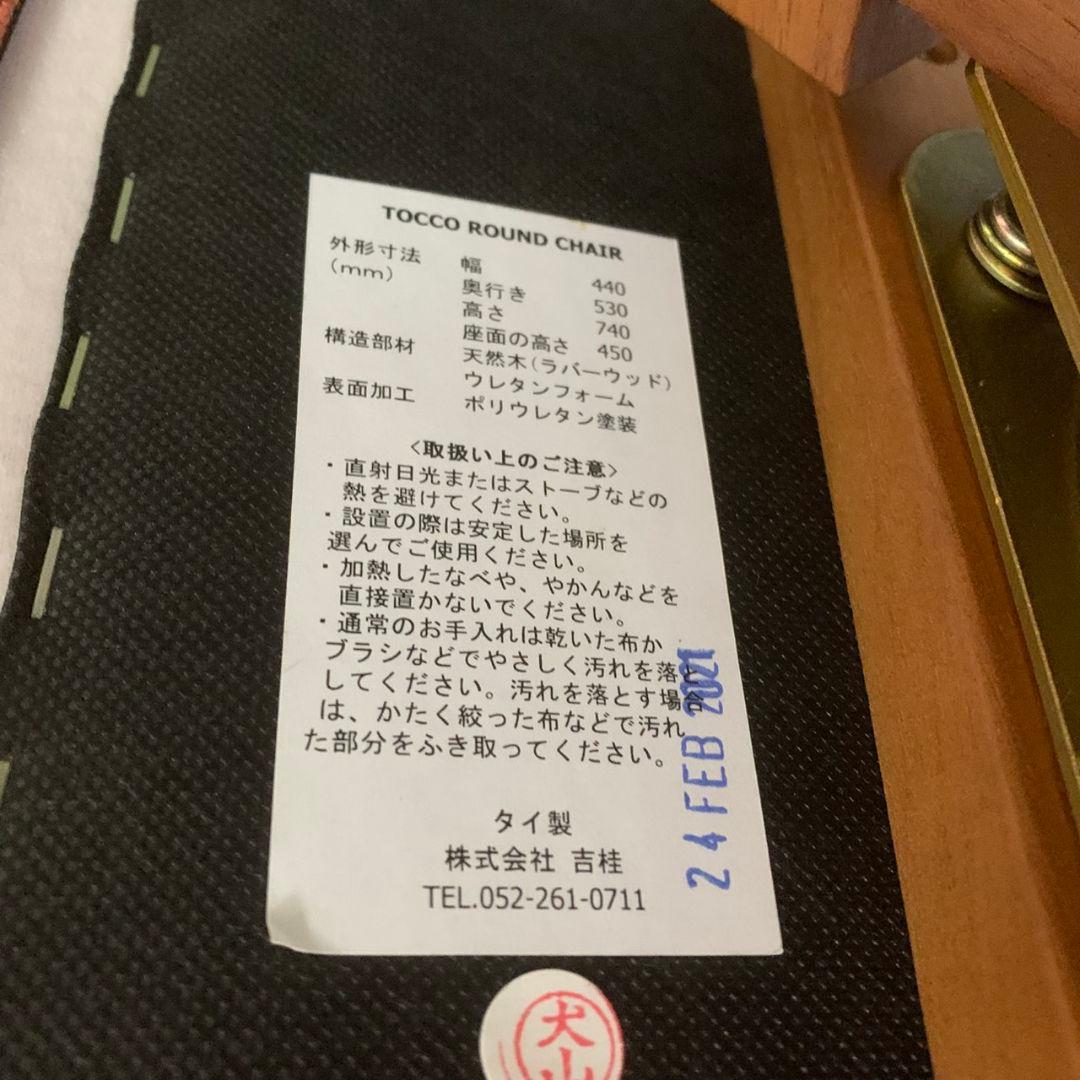 TOCCO ROUND CHAIR
外形寸法 幅 440
(mm) 奥行き 530
高さ 740
座面の高さ 450
構造部材 天然木(ラバーウッド)
ウレタンフォーム
表面加工 ポリウレタン塗装
<取扱い上のご注意>
・直射日光またはストーブなどの
熱を避けてください。
・設置の際は安定した場所を
選んでご使用ください。
・加熱したなべや、やかんなどを
直接置かないでください。
・通常のお手入れは乾いた布か
ブラシなどでやさしく汚れを落と
してください。汚れを落とす場合
は、かたく絞った布などで汚れ
た部分をふき取ってください。
タイ製
株式会社 吉桂
TEL.052-261-0711
24 FEB 2021
犬山